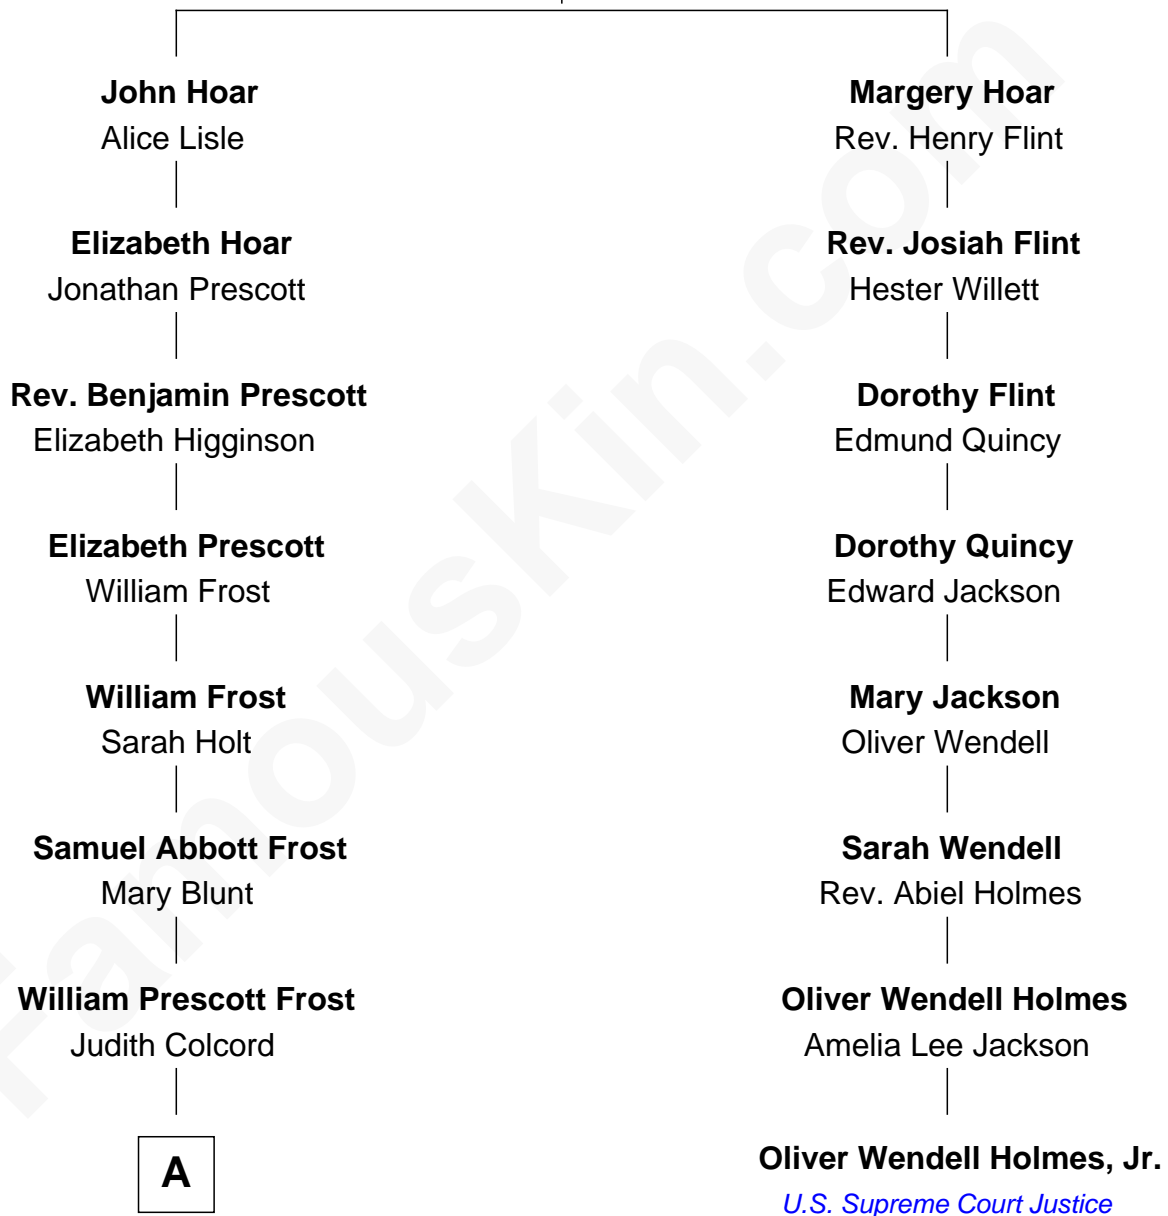 John Hoar
Alice Lisle
Margery Hoar
Rev. Henry Flint
Elizabeth Hoar
Jonathan Prescott
Rev. Josiah Flint
Hester Willett
Rev. Benjamin Prescott
Elizabeth Higginson
Dorothy Flint
Edmund Quincy
Elizabeth Prescott
William Frost
Dorothy Quincy
Edward Jackson
William Frost
Sarah Holt
Mary Jackson
Oliver Wendell
Samuel Abbott Frost
Mary Blunt
Sarah Wendell
Rev. Abiel Holmes
William Prescott Frost
Judith Colcord
Oliver Wendell Holmes
Amelia Lee Jackson
A
Oliver Wendell Holmes, Jr.
U.S. Supreme Court Justice
FamousKin.com